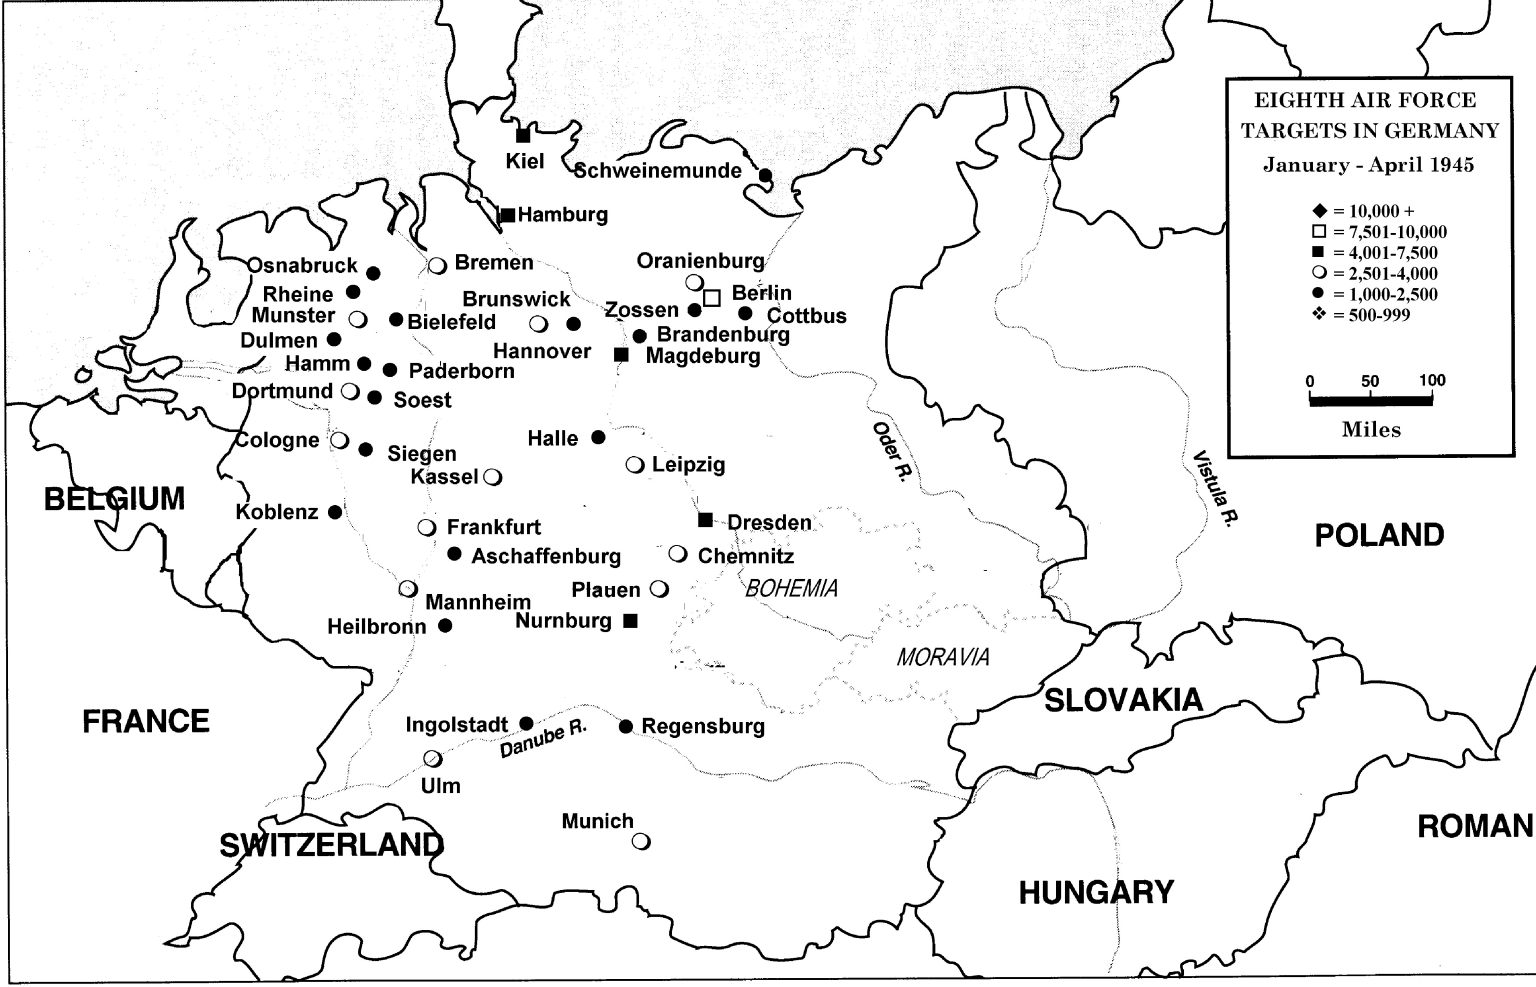 EIGHTH AIR FORCE
TARGETS IN GERMANY
January - April 1945
= 10,000 +
= 7,501-10,000
= 4,001-7,500
= 2,501-4,000
= 1,000-2,500
= 500-999
0 50 100
Miles
Kiel
Schweinemunde
Hamburg
Osnabruck
Bremen
Oranienburg
Rheine
Brunswick
Berlin
Munster
Bielefeld
Zossen
Cottbus
Dulmen
Hannover
Brandenburg
Hamm
Paderborn
Magdeburg
Dortmund
Soest
Cologne
Siegen
Halle
Oder R.
Kassel
Leipzig
Vistula R.
BELGIUM
Koblenz
Frankfurt
Dresden
POLAND
Aschaffenburg
Chemnitz
Plauen
BOHEMIA
Mannheim
Heilbronn
Nurnburg
MORAVIA
SLOVAKIA
FRANCE
Ingolstadt
Danube R.
Regensburg
Ulm
Munich
SWITZERLAND
ROMAN
HUNGARY